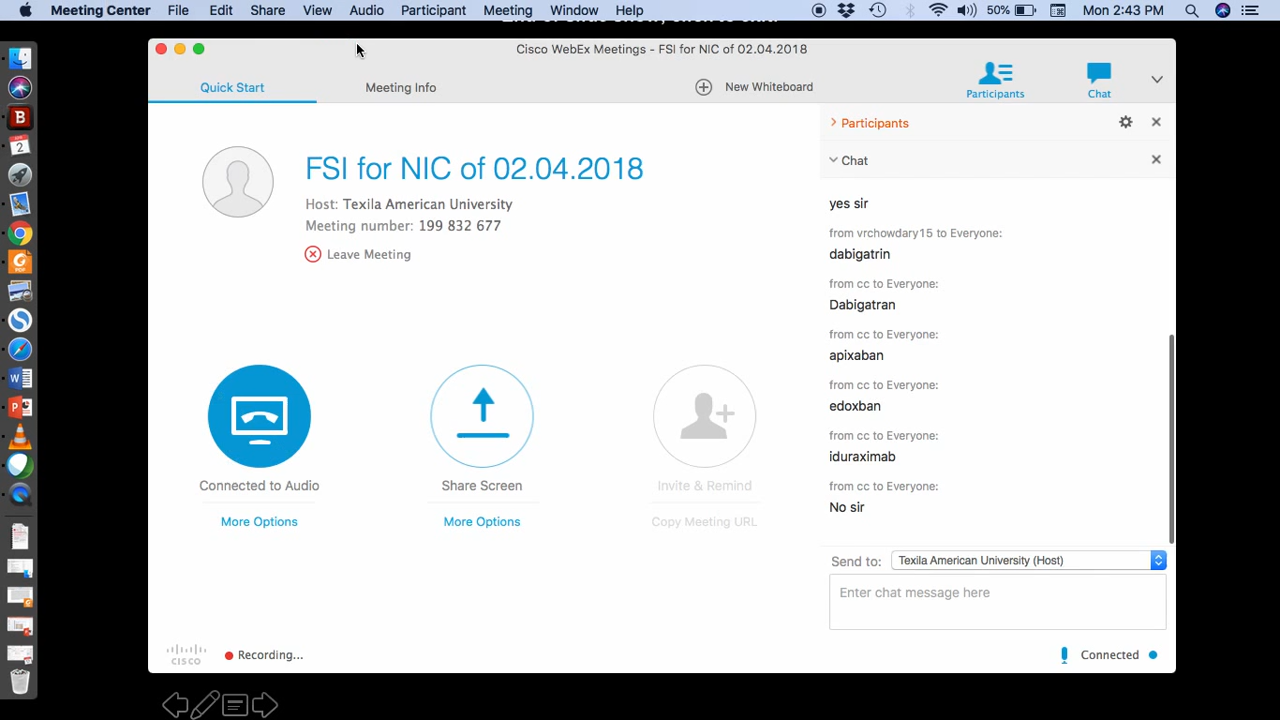 Meeting Center File Edit Share View Audio Participant Meeting Window Help 50% Mon 2:43 PM
Cisco WebEx Meetings - FSI for NIC of 02.04.2018
Quick Start
Meeting Info
New Whiteboard
Participants
Chat
FSI for NIC of 02.04.2018
Host: Texila American University
Meeting number: 199 832 677
Leave Meeting
Connected to Audio
More Options
Share Screen
More Options
Invite & Remind
Copy Meeting URL
Participants
Chat
yes sir
from vrchowdary15 to Everyone:
dabigatrin
from cc to Everyone:
Dabigatran
from cc to Everyone:
apixaban
from cc to Everyone:
edoxban
from cc to Everyone:
iduraximab
from cc to Everyone:
No sir
Send to: Texila American University (Host)
Enter chat message here
CISCO
Recording...
Connected